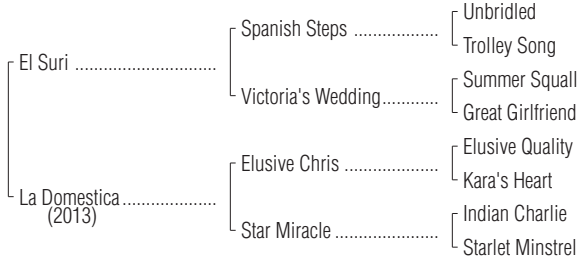 Unbridled
Spanish Steps ..................
Trolley Song
El Suri .............................
Summer Squall
Victoria's Wedding............
Great Girlfriend
Elusive Quality
Elusive Chris ....................
Kara's Heart
La Domestica...................
(2013)
Indian Charlie
Star Miracle ......................
Starlet Minstrel